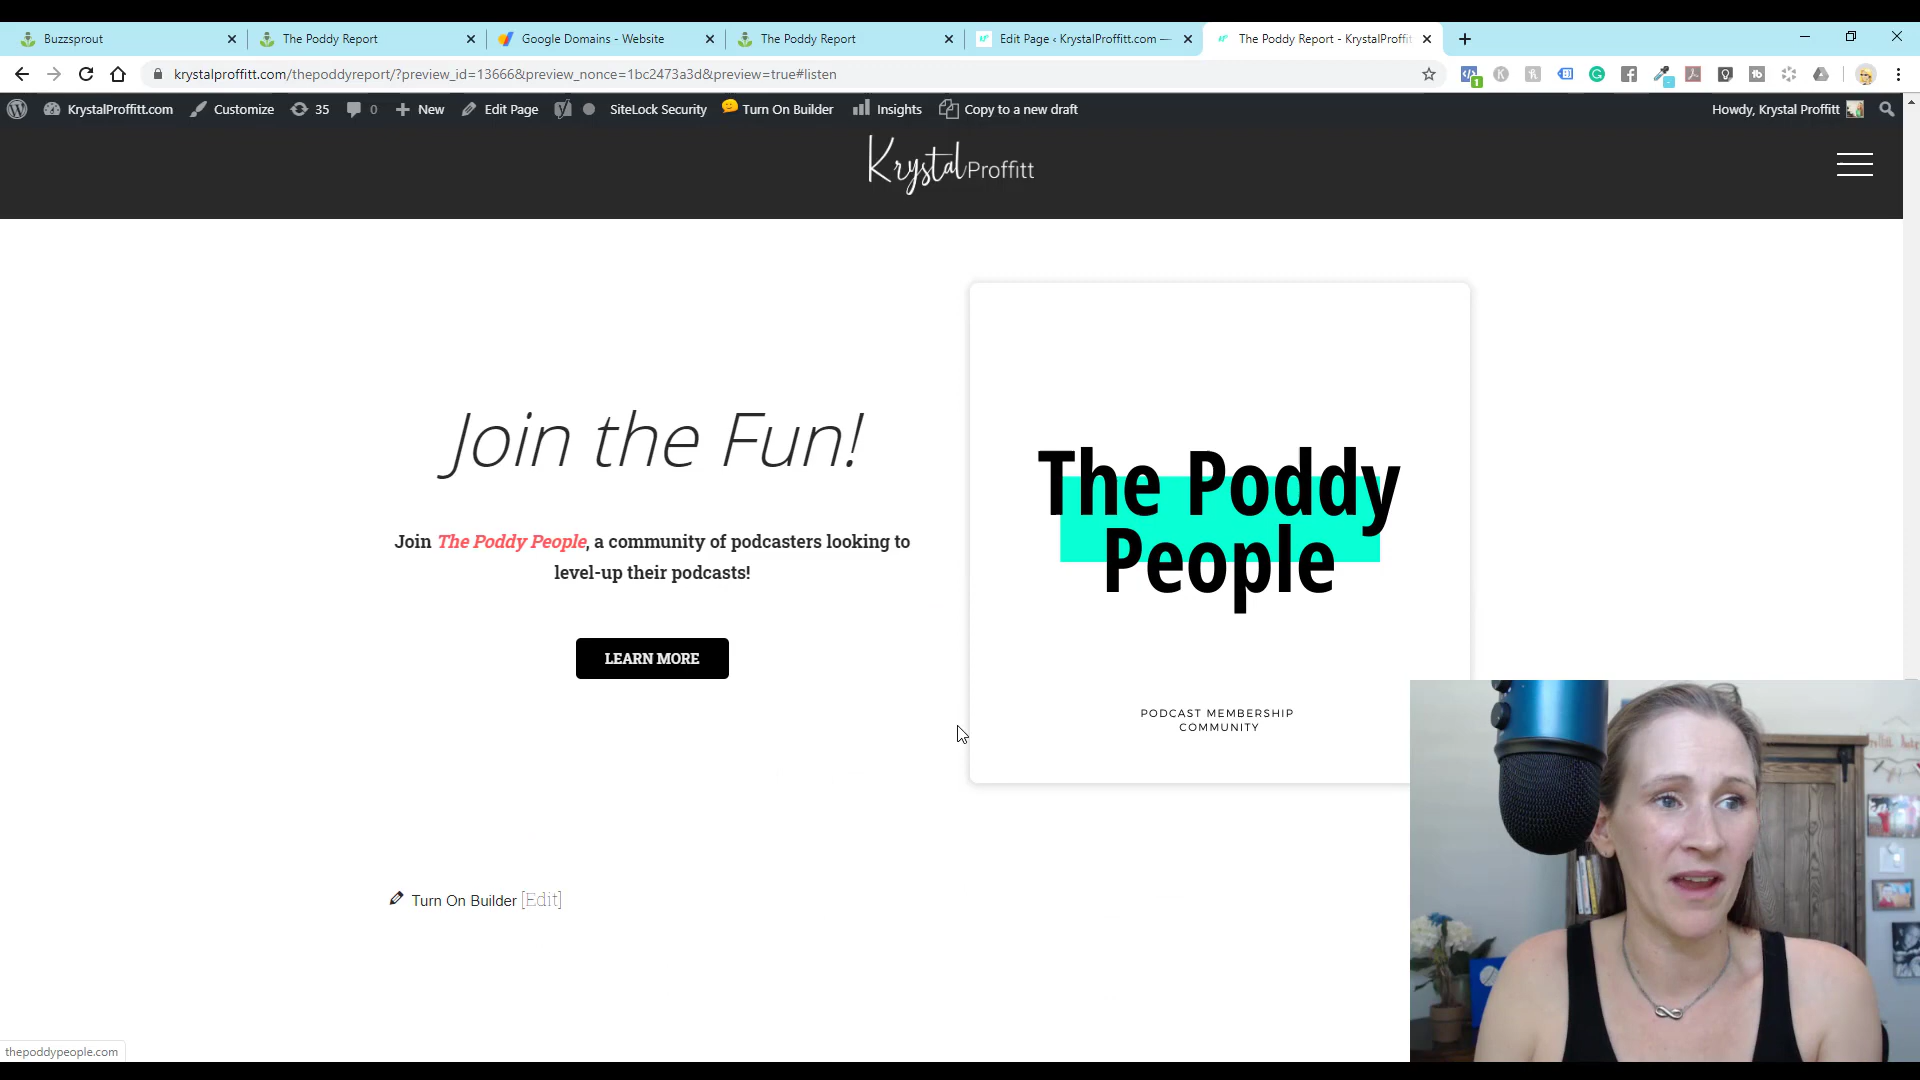 Buzzsprout
The Poddy Report
Google Domains - Website
The Poddy Report
Edit Page ‹ KrystalProffitt.com —
The Poddy Report - KrystalProffit
krystalproffitt.com/thepoddyreport/?preview_id=13666&preview_nonce=1bc2473a3d&preview=true#listen
KrystalProffitt.com
Customize
35
0
New
Edit Page
SiteLock Security
Turn On Builder
Insights
Copy to a new draft
Howdy, Krystal Proffitt
Krystal Proffitt
Join the Fun!
Join The Poddy People, a community of podcasters looking to
level-up their podcasts!
LEARN MORE
The Poddy
People
PODCAST MEMBERSHIP
COMMUNITY
Turn On Builder [Edit]
thepoddypeople.com